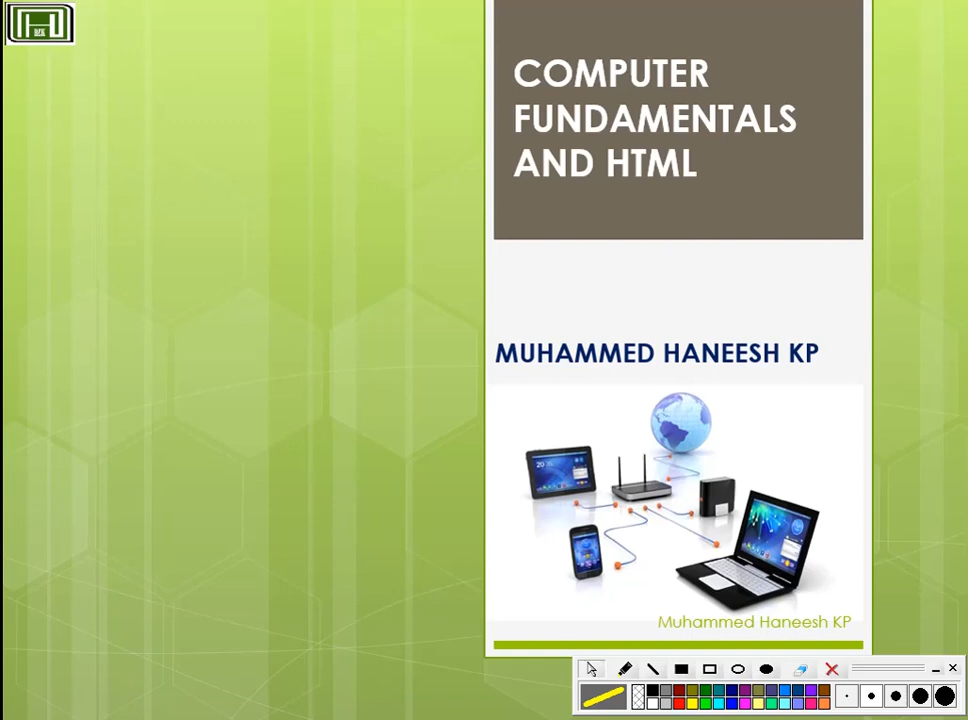 COMPUTER
FUNDAMENTALS
AND HTML
MUHAMMED HANEESH KP
Muhammed Haneesh KP